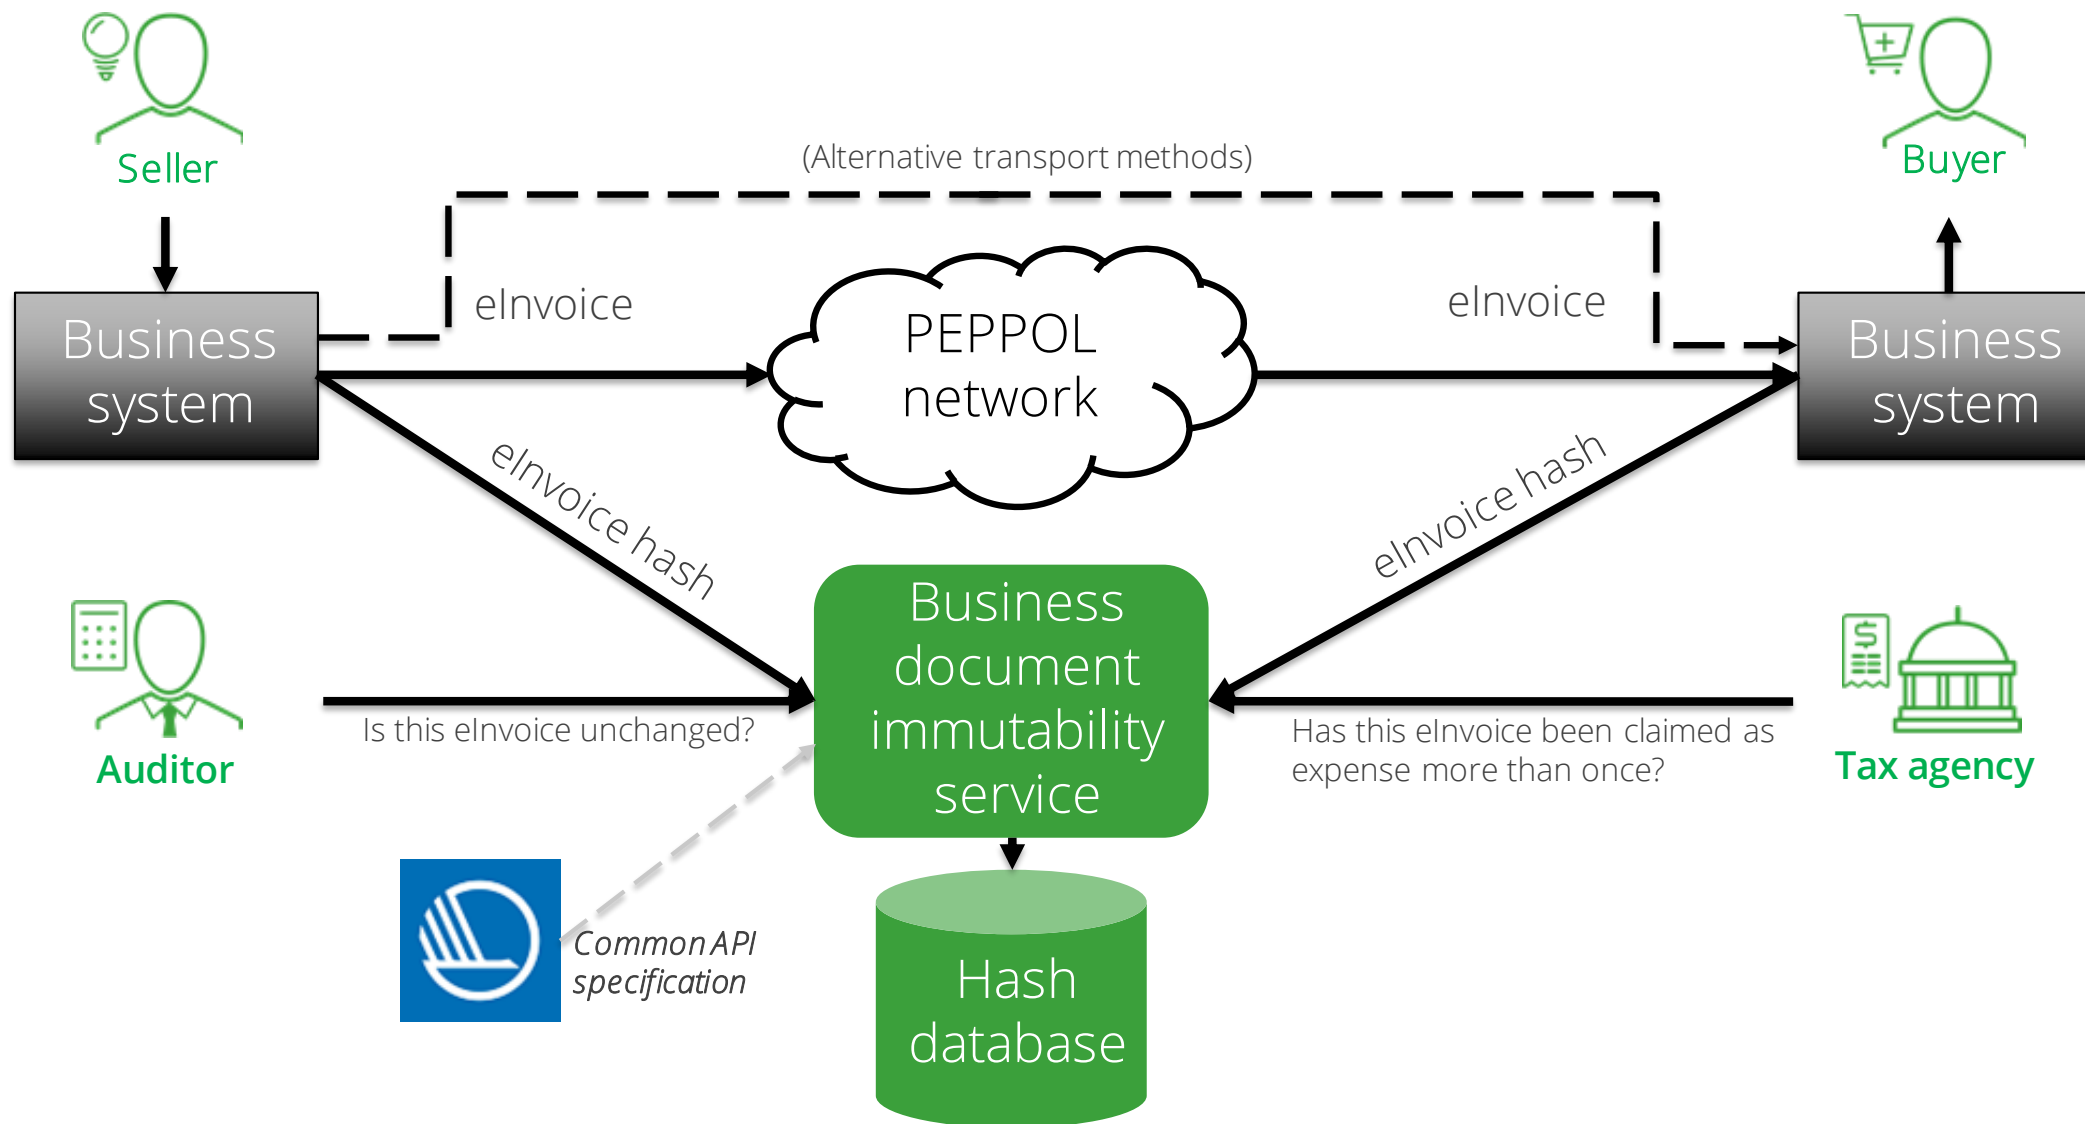 Seller
Buyer
(Alternative transport methods)
eInvoice
eInvoice
Business
system
PEPPOL
network
Business
system
eInvoice hash
eInvoice hash
Business
document
immutability
service
Is this eInvoice unchanged?
Has this eInvoice been claimed as
expense more than once?
Auditor
Tax agency
Common API
specification
Hash
database